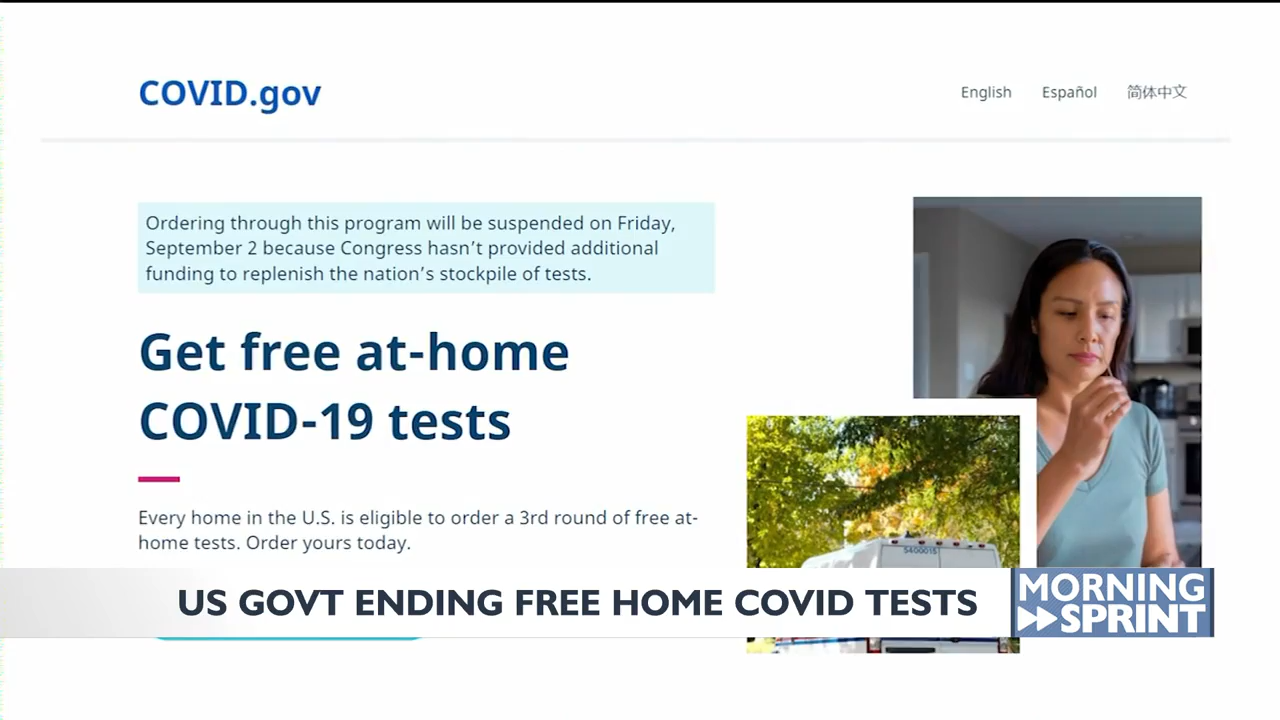 COVID.gov
English Español 简体中文
Ordering through this program will be suspended on Friday,
September 2 because Congress hasn't provided additional
funding to replenish the nation's stockpile of tests.
Get free at-home
COVID-19 tests
Every home in the U.S. is eligible to order a 3rd round of free at-
home tests. Order yours today.
5400015
US GOVT ENDING FREE HOME COVID TESTS
MORNING
SPRINT